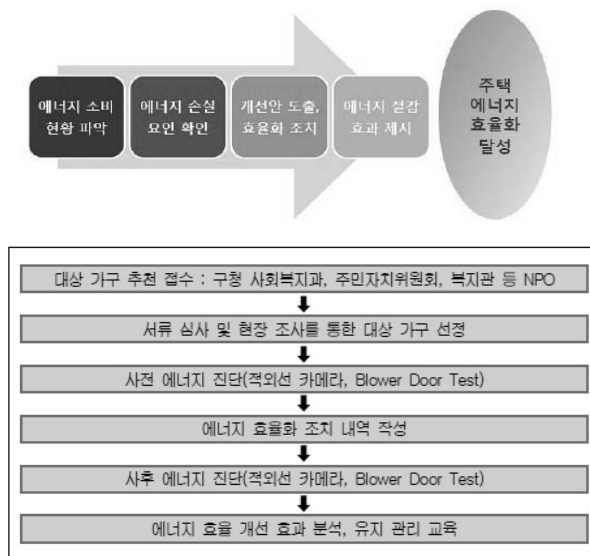 에너지 소비
현황 파악
에너지 손실
요인 확인
개선안 도출,
효율화 조치
에너지 절감
효과 제시
주택
에너지
효율화
달성
대상 가구 추천 접수 : 구청 사회복지과, 주민자치위원회, 복지관 등 NPO
서류 심사 및 현장 조사를 통한 대상 가구 선정
사전 에너지 진단(적외선 카메라, Blower Door Test)
에너지 효율화 조치 내역 작성
사후 에너지 진단(적외선 카메라, Blower Door Test)
에너지 효율 개선 효과 분석, 유지 관리 교육